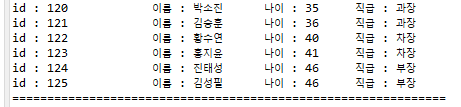 id : 120 이름 : 박소진 나이 : 35 직급 : 과장
id : 121 이름 : 김승훈 나이 : 36 직급 : 과장
id : 122 이름 : 황수연 나이 : 40 직급 : 차장
id : 123 이름 : 홍지윤 나이 : 41 직급 : 차장
id : 124 이름 : 진태성 나이 : 46 직급 : 부장
id : 125 이름 : 김성필 나이 : 46 직급 : 부장
==============================================================